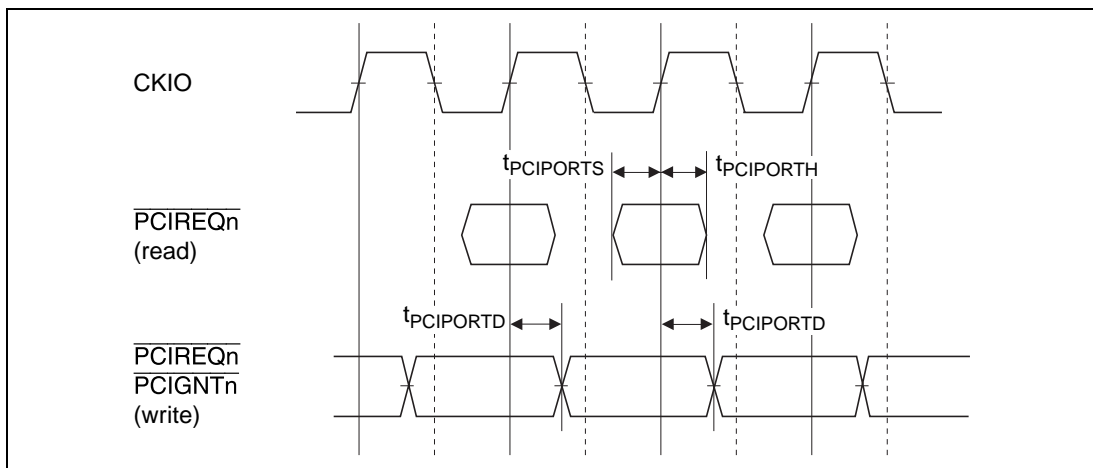 CKIO
tPCIPORTS
tPCIPORTH
PCIREQn
(read)
tPCIPORTD
tPCIPORTD
PCIREQn
PCIGNTn
(write)